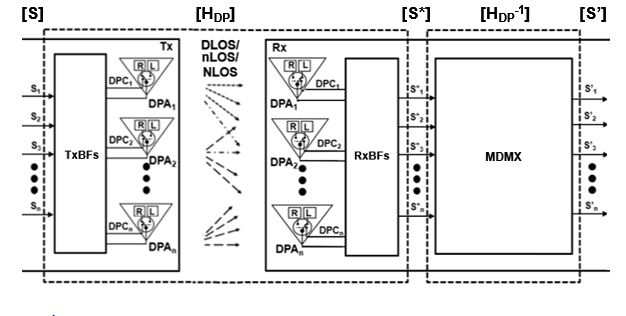 [S] [H_DP] [S*] [H_DP⁻¹] [S']
Tx DLOS/ nLOS/ NLOS Rx
S₁ S₂ S₃ Sₙ
TxBFs
R L
DPC₁
DPA₁
R L
DPC₂
DPA₂
R L
DPCₙ
DPAₙ
R L
DPC₁
DPA₁
R L
DPC₂
DPA₂
R L
DPCₙ
DPAₙ
RxBFs
S*₁
S*₂
S*₃
S*ₙ
MDMX
S'₁
S'₂
S'₃
S'ₙ